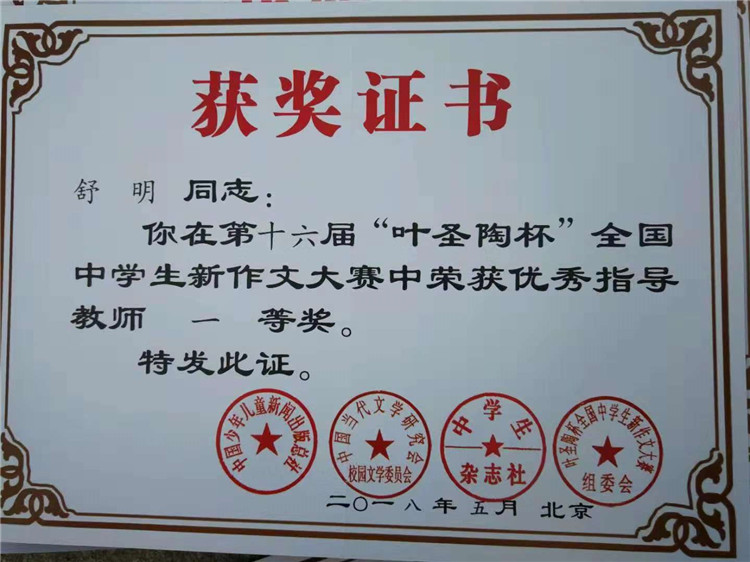 获奖证书
舒 明 同志：
你在第十六届“叶圣陶杯”全国
中学生新作文大赛中荣获优秀指导
教师 一 等奖。
特发此证。
中国少年儿童新闻出版总社
中国当代文学研究会
校园文学委员会
中学生
杂志社
叶圣陶杯全国中学生新作文大赛
组委会
二〇一八年五月 北京